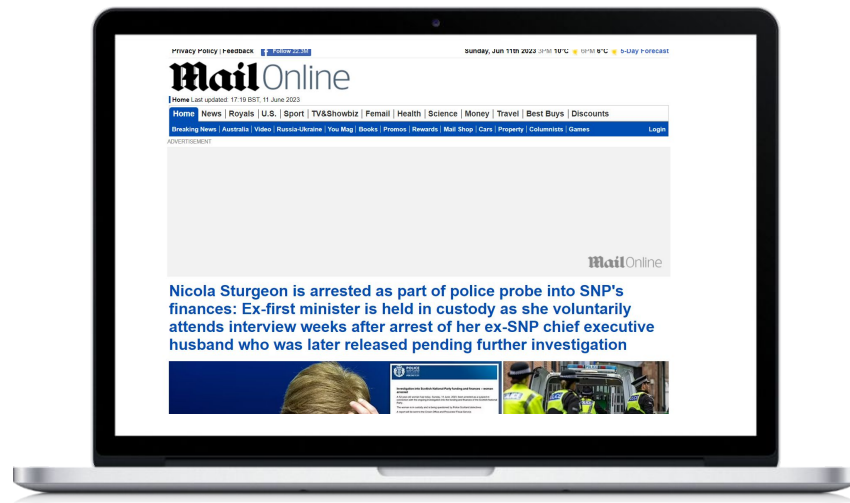 Privacy Policy | Feedback Follow 22.3M Sunday, Jun 11th 2023 3PM 10°C 6PM 6°C 5-Day Forecast
Mail Online
Home Last updated: 17:19 BST, 11 June 2023
Home News | Royals | U.S. | Sport | TV&Showbiz | Femail | Health | Science | Money | Travel | Best Buys | Discounts
Breaking News | Australia | Video | Russia-Ukraine | You Mag | Books | Promos | Rewards | Mail Shop | Cars | Property | Columnists | Games Login
ADVERTISEMENT
Mail Online
Nicola Sturgeon is arrested as part of police probe into SNP's
finances: Ex-first minister is held in custody as she voluntarily
attends interview weeks after arrest of her ex-SNP chief executive
husband who was later released pending further investigation
POLICE